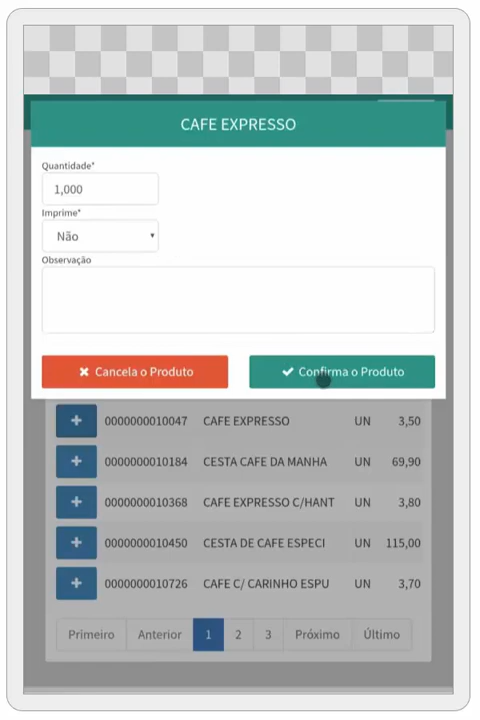 CAFE EXPRESSO
Quantidade*
1,000
Imprime*
Não
Observação
Cancela o Produto Confirma o Produto
0000000010047 CAFE EXPRESSO UN 3,50
0000000010184 CESTA CAFE DA MANHA UN 69,90
0000000010368 CAFE EXPRESSO C/HANT UN 3,80
0000000010450 CESTA DE CAFE ESPECI UN 115,00
0000000010726 CAFE C/ CARINHO ESPU UN 3,70
Primeiro Anterior 1 2 3 Próximo Último